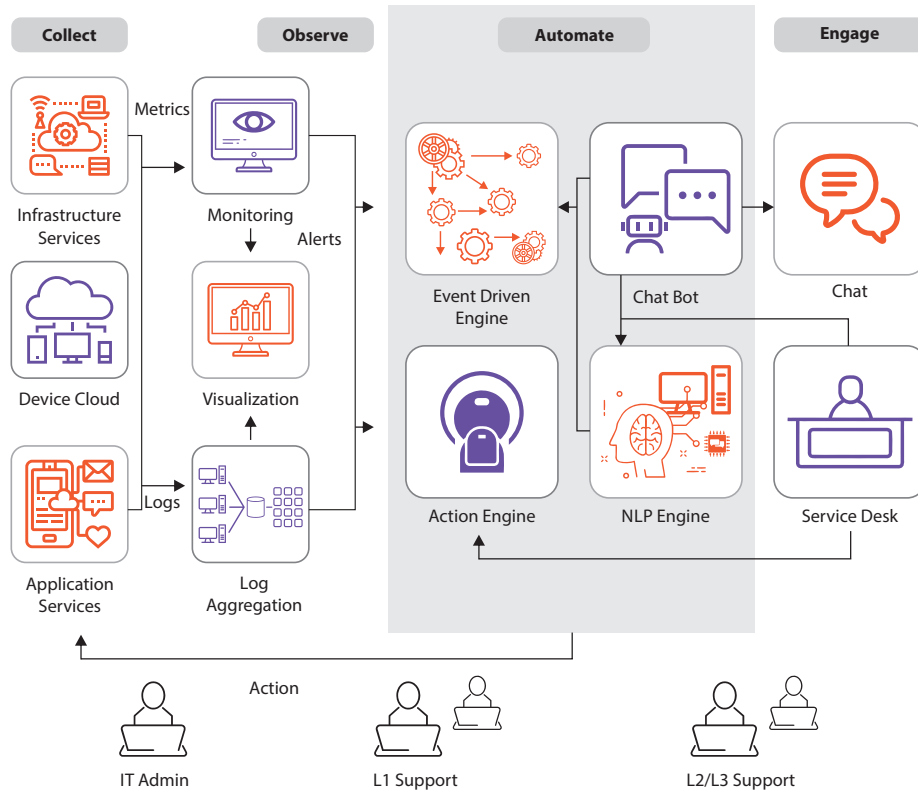 Collect
Observe
Automate
Engage
Metrics
Infrastructure
Services
Monitoring
Alerts
Event Driven
Engine
Chat Bot
Chat
Device Cloud
Visualization
Logs
Action Engine
NLP Engine
Service Desk
Application
Services
Log
Aggregation
Action
IT Admin
L1 Support
L2/L3 Support